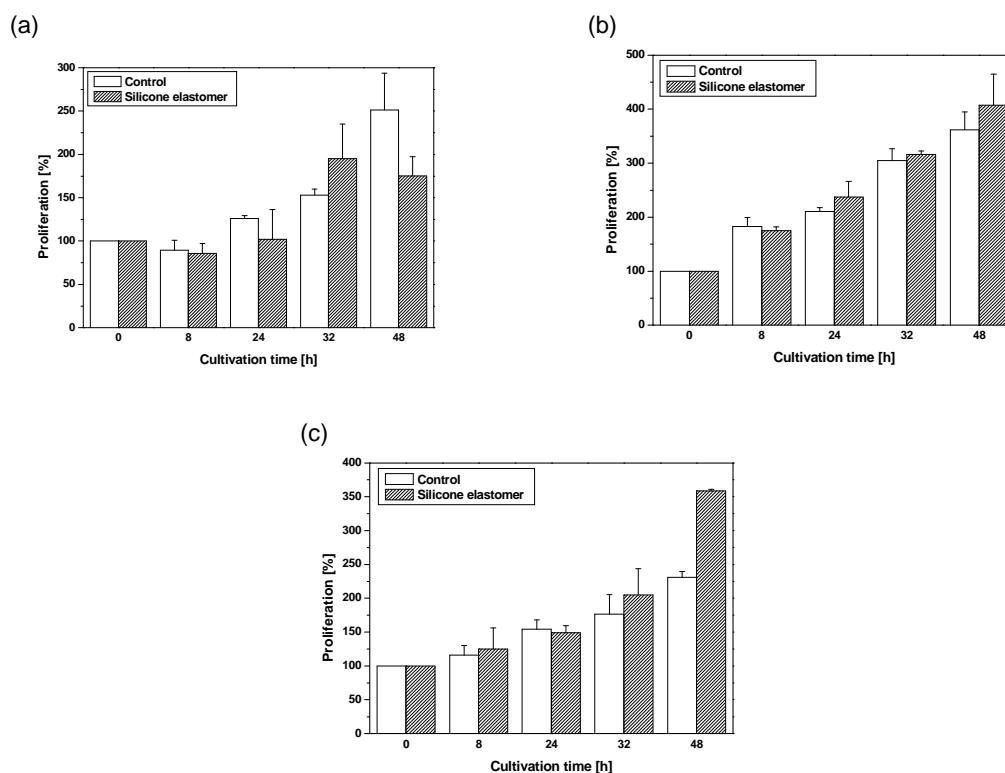 (a)
300
250
200
150
100
50
0
Proliferation [%]
Control
Silicone elastomer
0 8 24 32 48
Cultivation time [h]
(b)
500
400
300
200
100
0
Proliferation [%]
Control
Silicone elastomer
0 8 24 32 48
Cultivation time [h]
(c)
400
350
300
250
200
150
100
50
0
Proliferation [%]
Control
Silicone elastomer
0 8 24 32 48
Cultivation time [h]